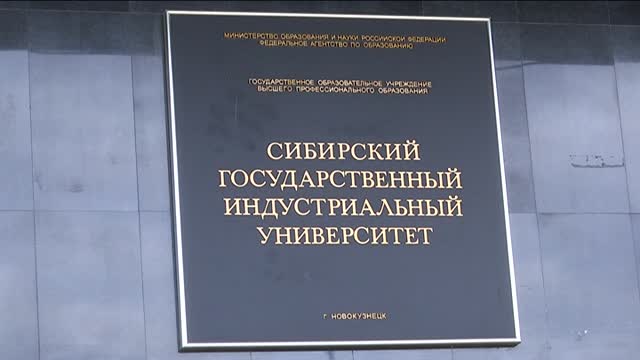 МИНИСТЕРСТВО ОБРАЗОВАНИЯ И НАУКИ РОССИЙСКОЙ ФЕДЕРАЦИИ
ФЕДЕРАЛЬНОЕ АГЕНТСТВО ПО ОБРАЗОВАНИЮ
ГОСУДАРСТВЕННОЕ ОБРАЗОВАТЕЛЬНОЕ УЧРЕЖДЕНИЕ
ВЫСШЕГО ПРОФЕССИОНАЛЬНОГО ОБРАЗОВАНИЯ
СИБИРСКИЙ
ГОСУДАРСТВЕННЫЙ
ИНДУСТРИАЛЬНЫЙ
УНИВЕРСИТЕТ
Г НОВОКУЗНЕЦК